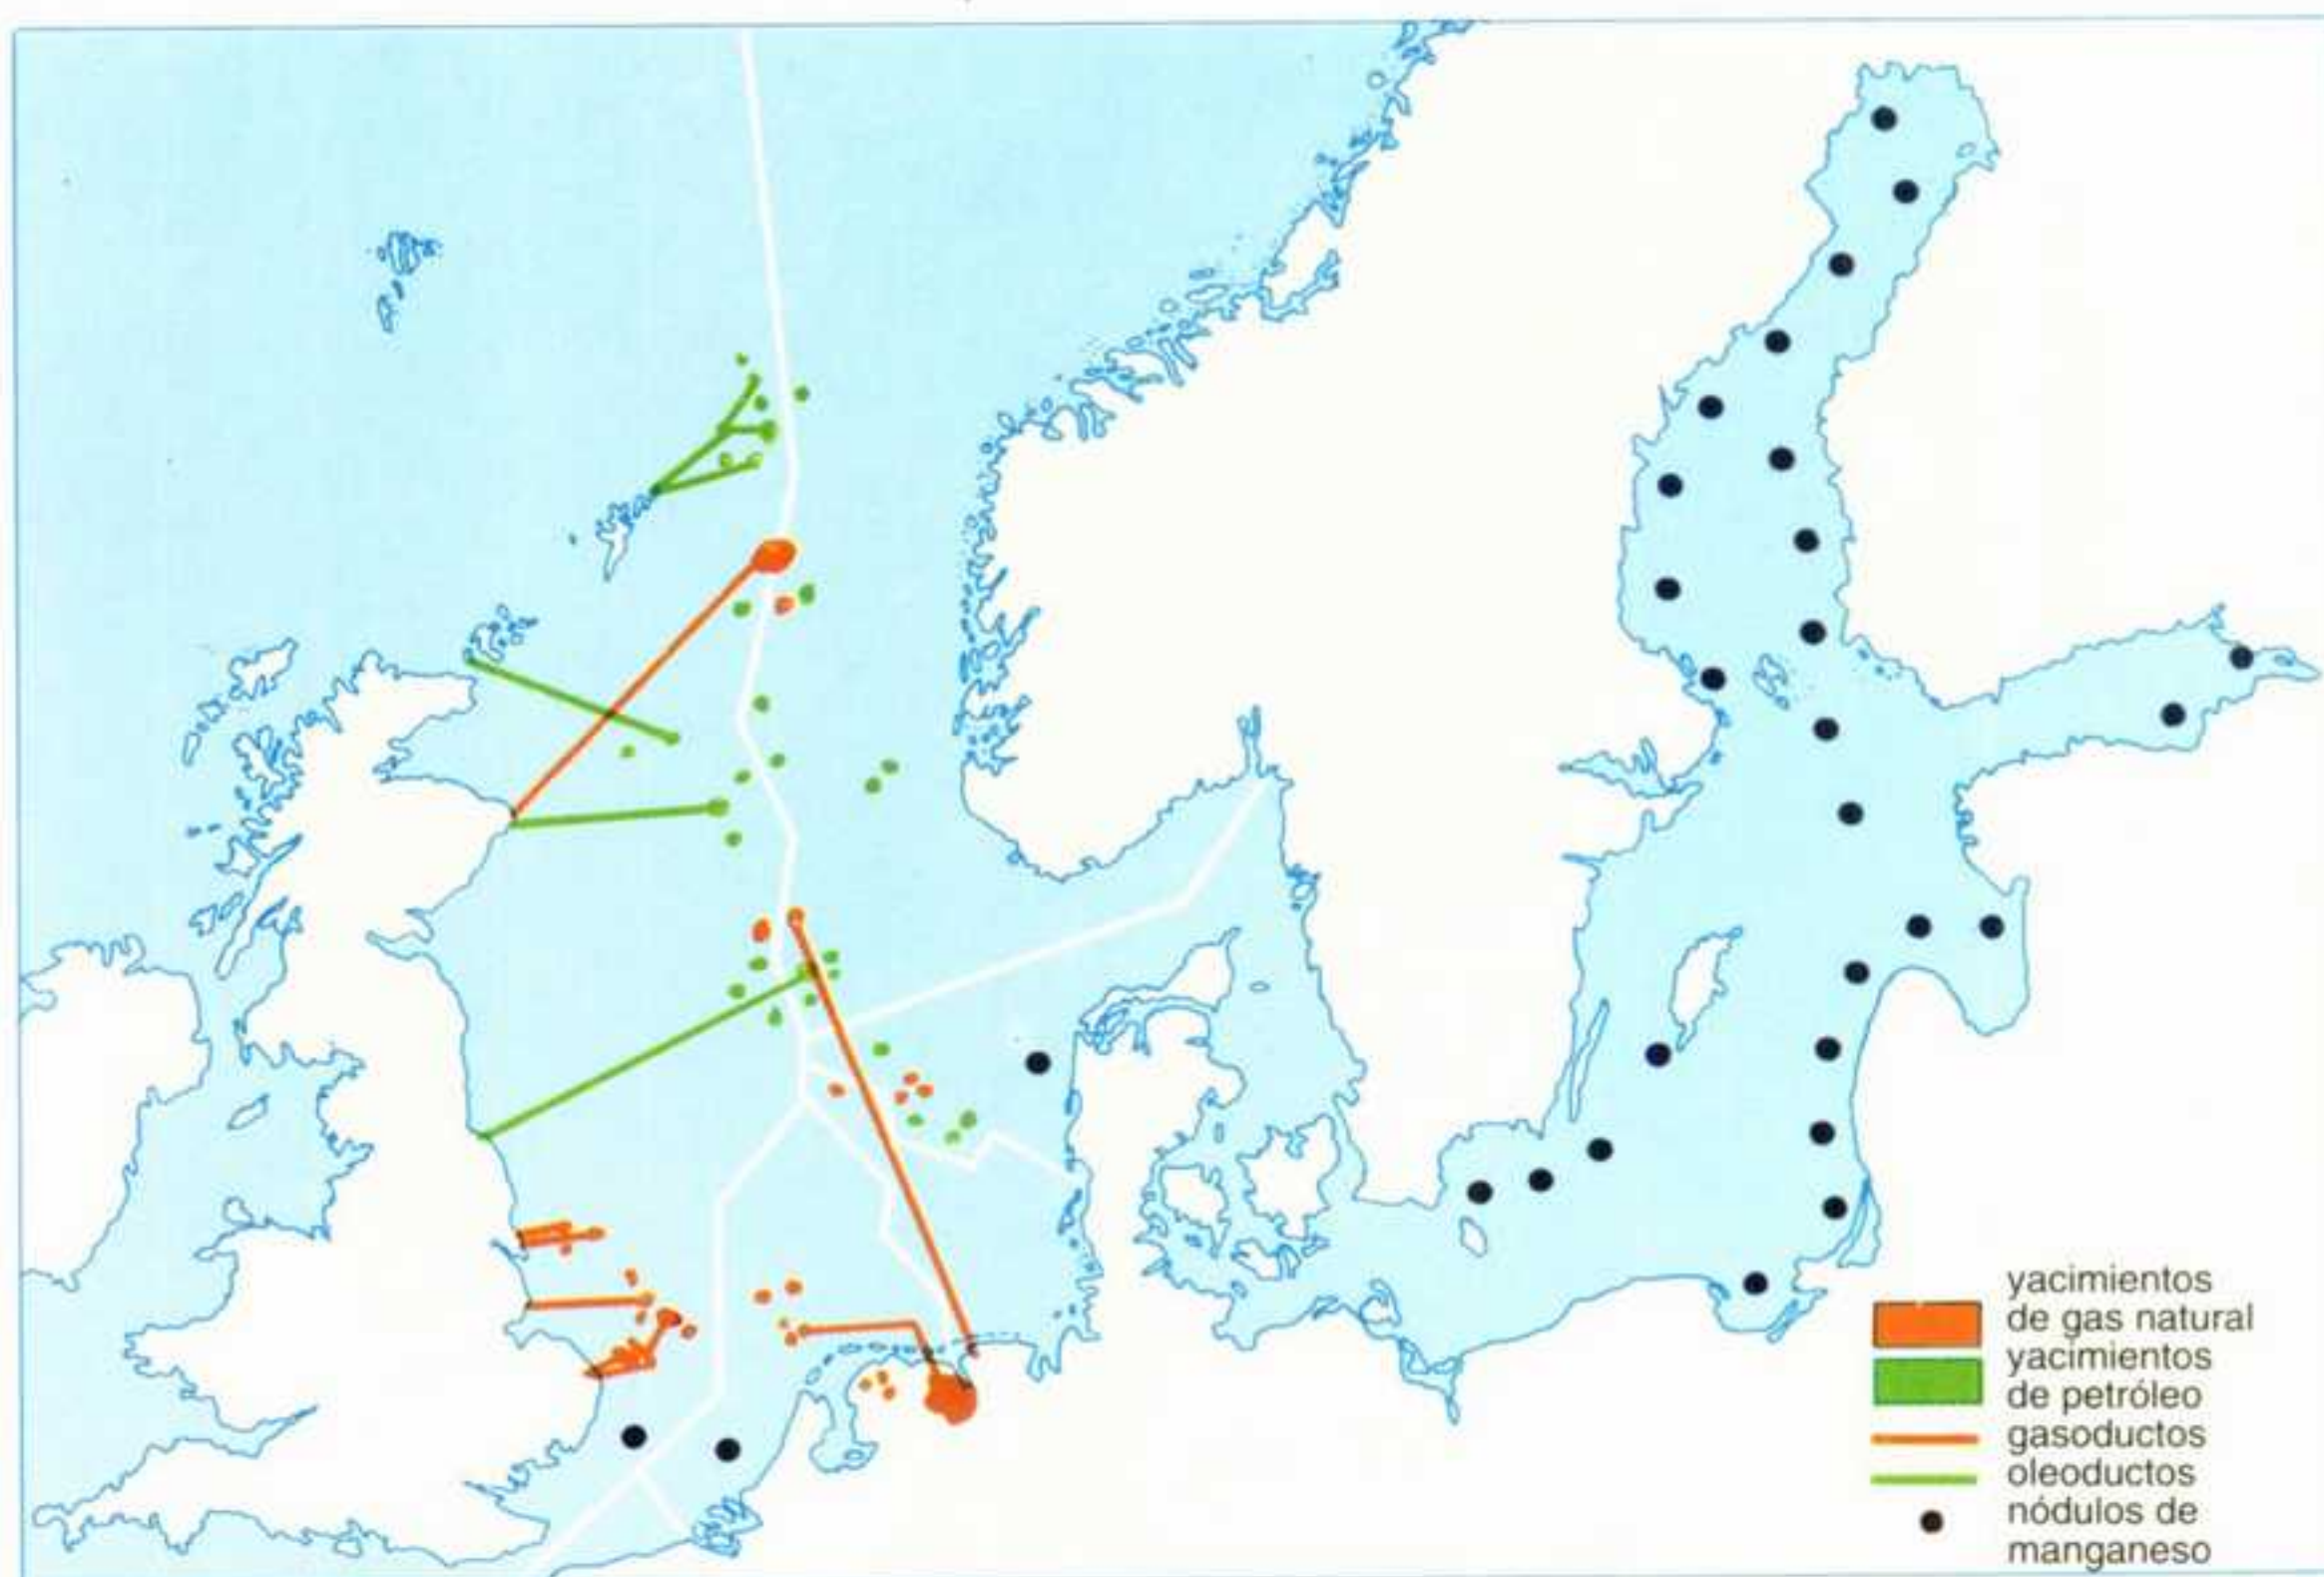 yacimientos
de gas natural
yacimientos
de petróleo
gasoductos
oleoductos
nódulos de
manganeso